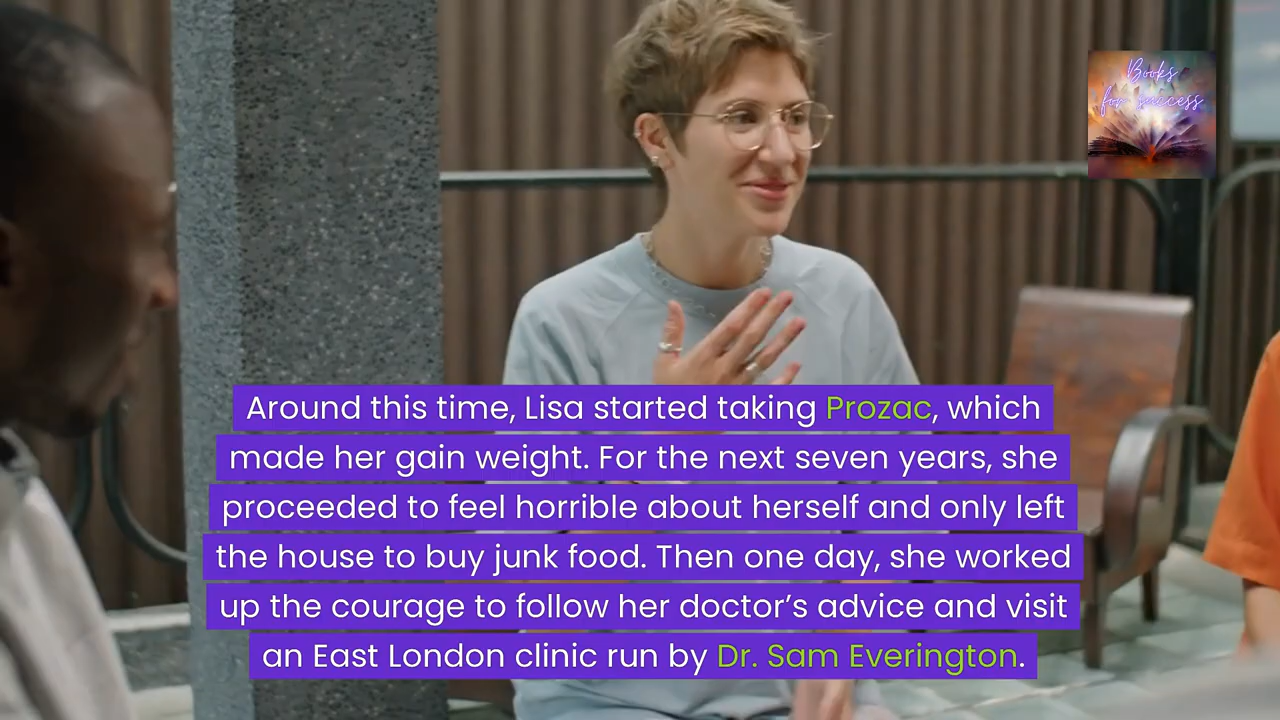 Books
for success
Around this time, Lisa started taking Prozac, which
made her gain weight. For the next seven years, she
proceeded to feel horrible about herself and only left
the house to buy junk food. Then one day, she worked
up the courage to follow her doctor’s advice and visit
an East London clinic run by Dr. Sam Everington.